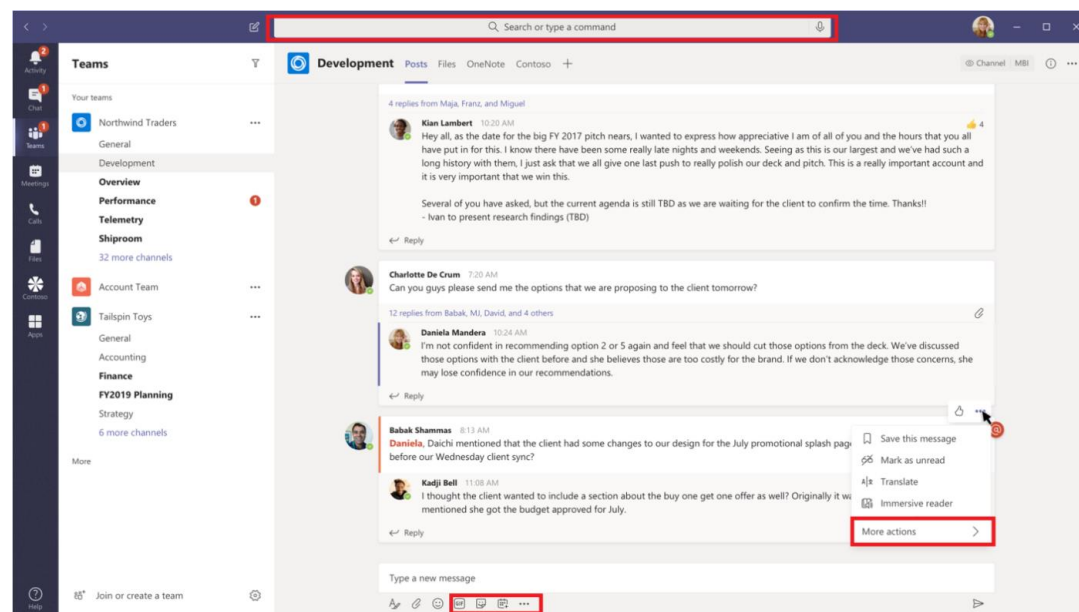 Search or type a command
2
Activity
1
Chat
1
Teams
Meetings
Calls
Files
Contoso
Apps
Help
Teams
Your teams
Northwind Traders
General
Development
Overview
Performance
1
Telemetry
Shiproom
32 more channels
Account Team
Tailspin Toys
General
Accounting
Finance
FY2019 Planning
Strategy
6 more channels
More
Join or create a team
Development Posts Files OneNote Contoso +
Channel MBI
4 replies from Maja, Franz, and Miguel
Kian Lambert 10:20 AM
4
Hey all, as the date for the big FY 2017 pitch nears, I wanted to express how appreciative I am of all of you and the hours that you all
have put in for this. I know there have been some really late nights and weekends. Seeing as this is our largest and we've had such a
long history with them, I just ask that we all give one last push to really polish our deck and pitch. This is a really important account and
it is very important that we win this.
Several of you have asked, but the current agenda is still TBD as we are waiting for the client to confirm the time. Thanks!!
- Ivan to present research findings (TBD)
Reply
Charlotte De Crum 7:20 AM
Can you guys please send me the options that we are proposing to the client tomorrow?
12 replies from Babak, MJ, David, and 4 others
Daniela Mandera 10:24 AM
I'm not confident in recommending option 2 or 5 again and feel that we should cut those options from the deck. We've discussed
those options with the client before and she believes those are too costly for the brand. If we don't acknowledge those concerns, she
may lose confidence in our recommendations.
Reply
Babak Shammas 8:13 AM
@
Daniela, Daichi mentioned that the client had some changes to our design for the July promotional splash pag
before our Wednesday client sync?
Kadji Bell 11:08 AM
I thought the client wanted to include a section about the buy one get one offer as well? Originally it w
mentioned she got the budget approved for July.
Reply
Save this message
Mark as unread
Translate
Immersive reader
More actions
Type a new message
GIF